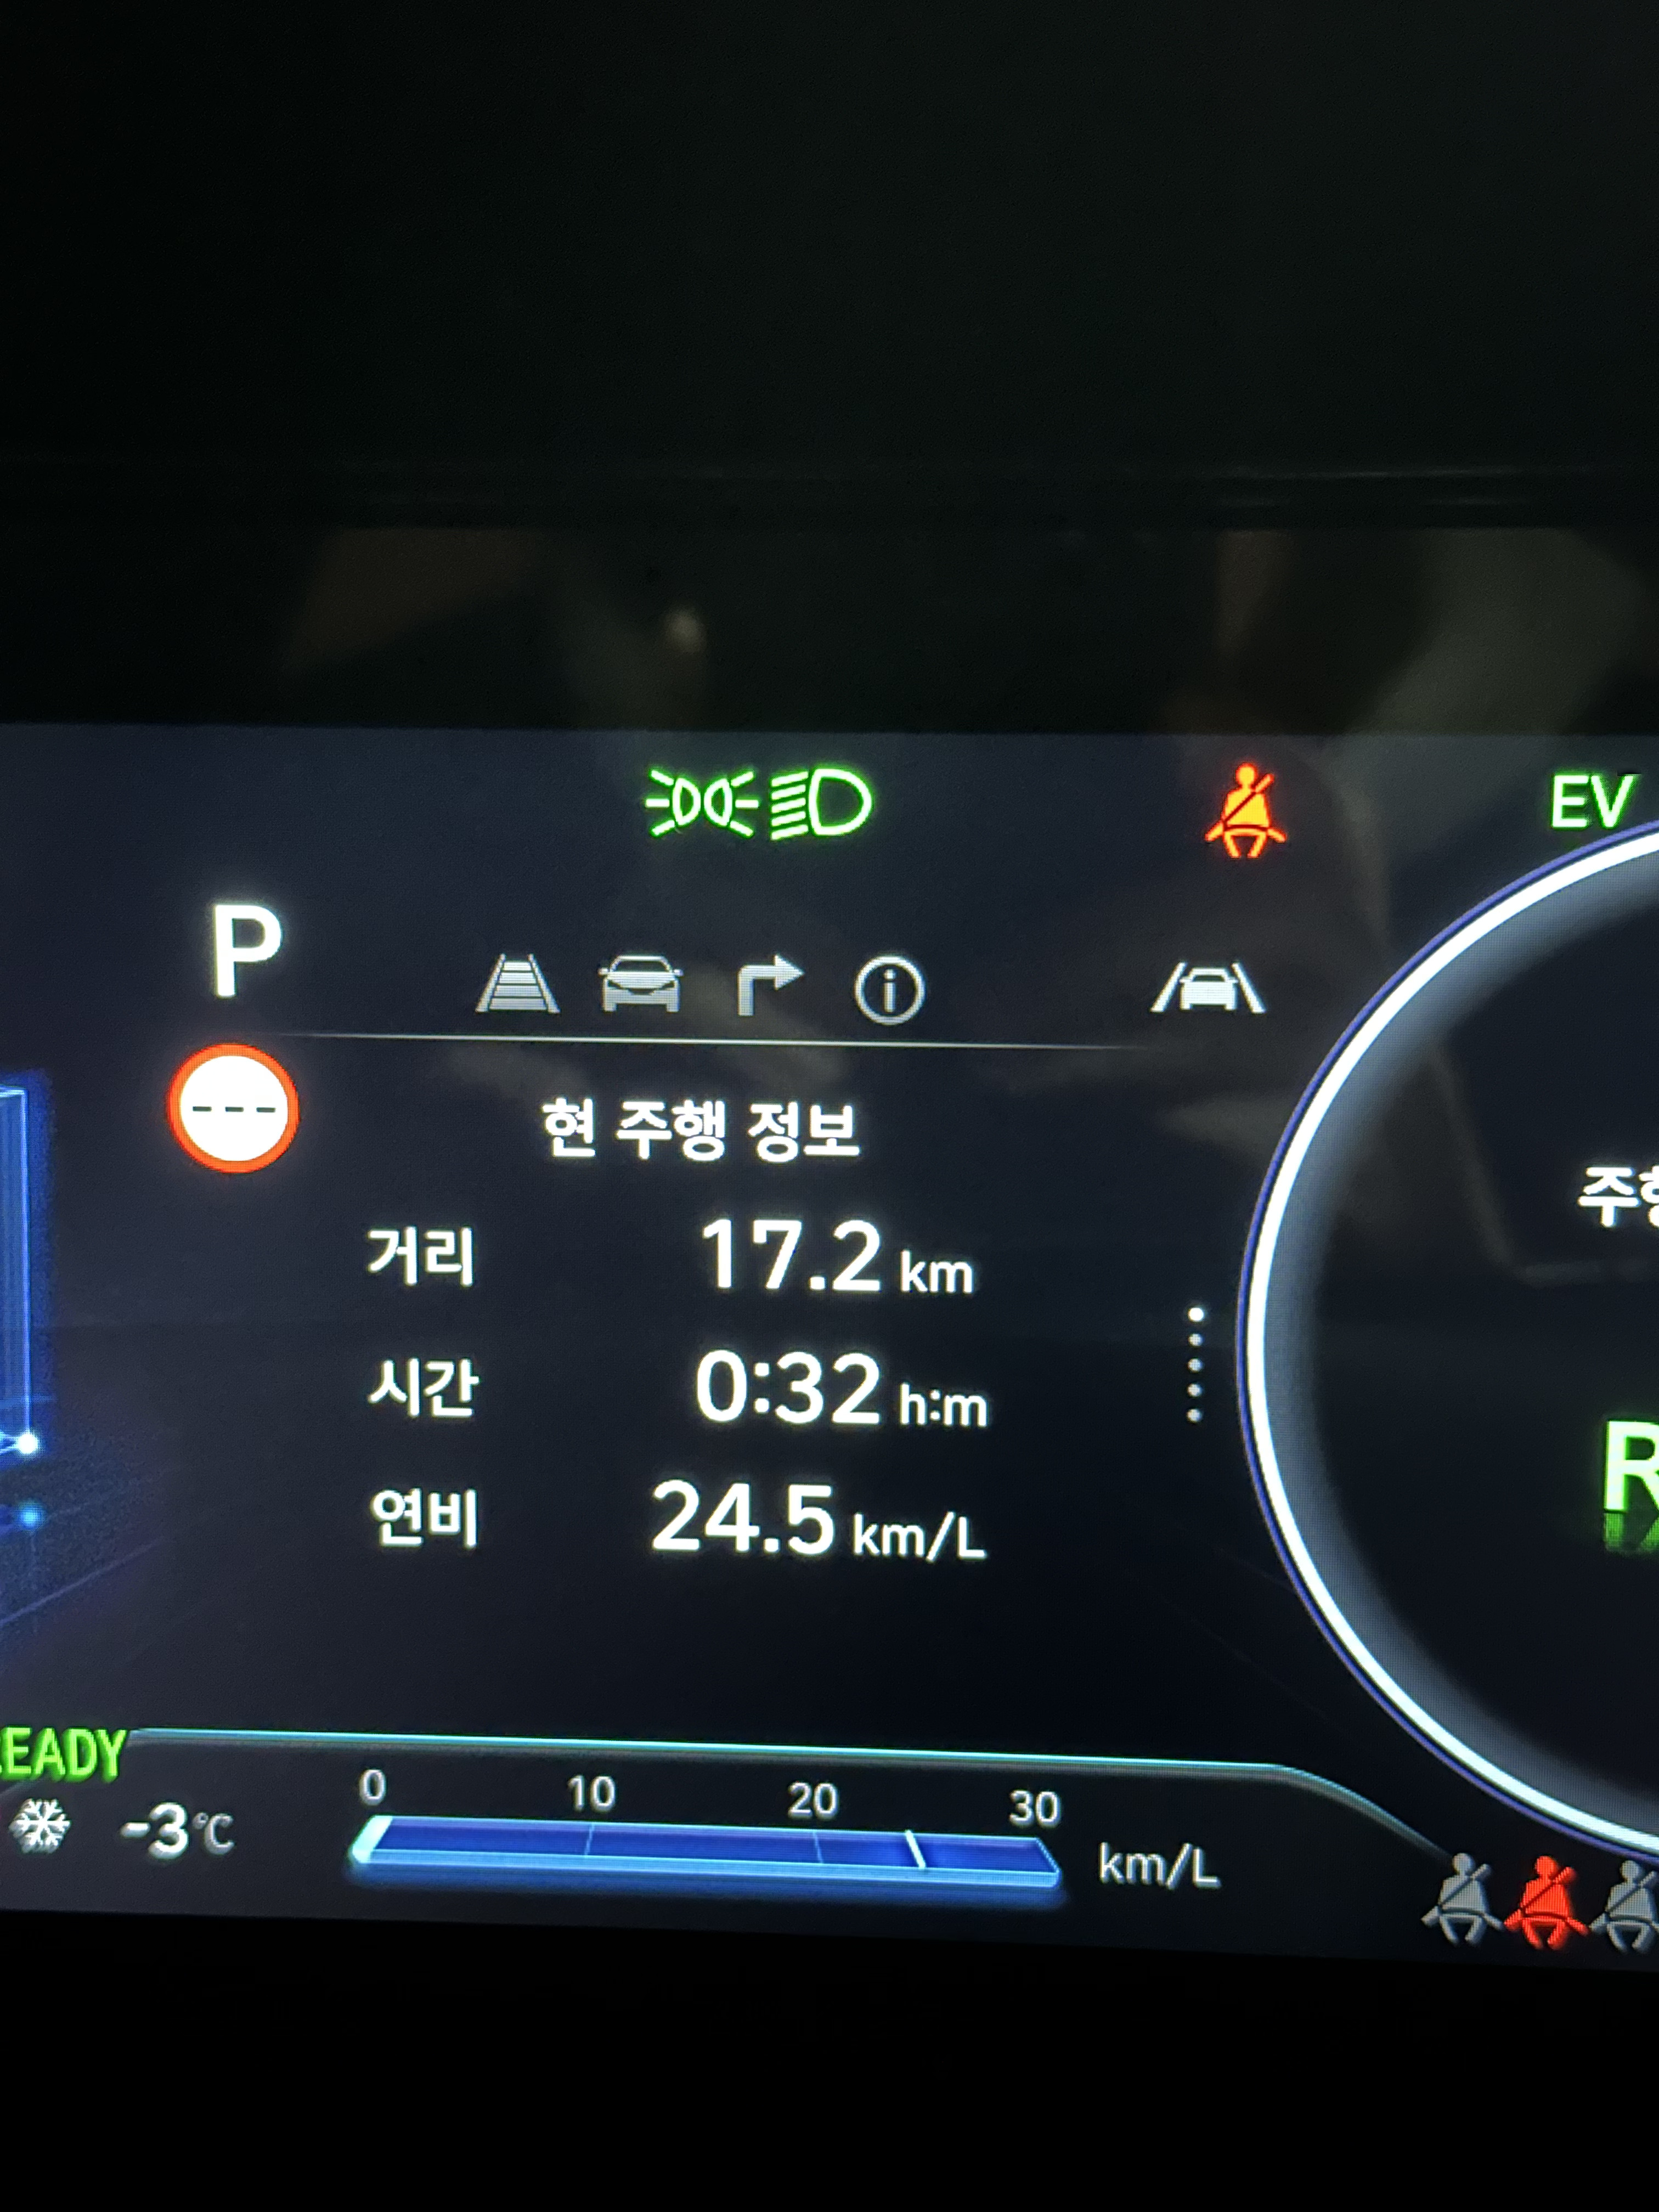 EV
P
---
현 주행 정보
거리 17.2 km
시간 0:32 h:m
연비 24.5 km/L
READY
-3°C
0 10 20 30
km/L